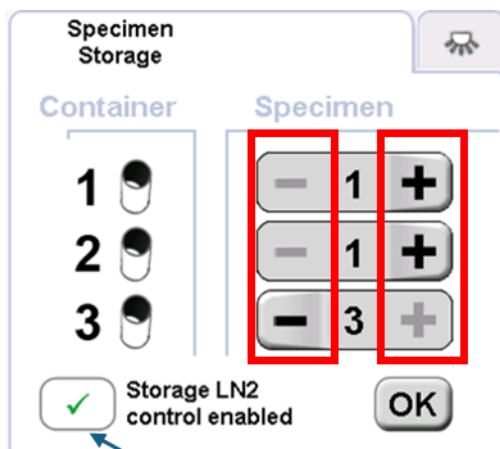 Specimen
Storage
Container Specimen
1 − 1 +
2 − 1 +
3 − 3 +
Storage LN2
control enabled
OK